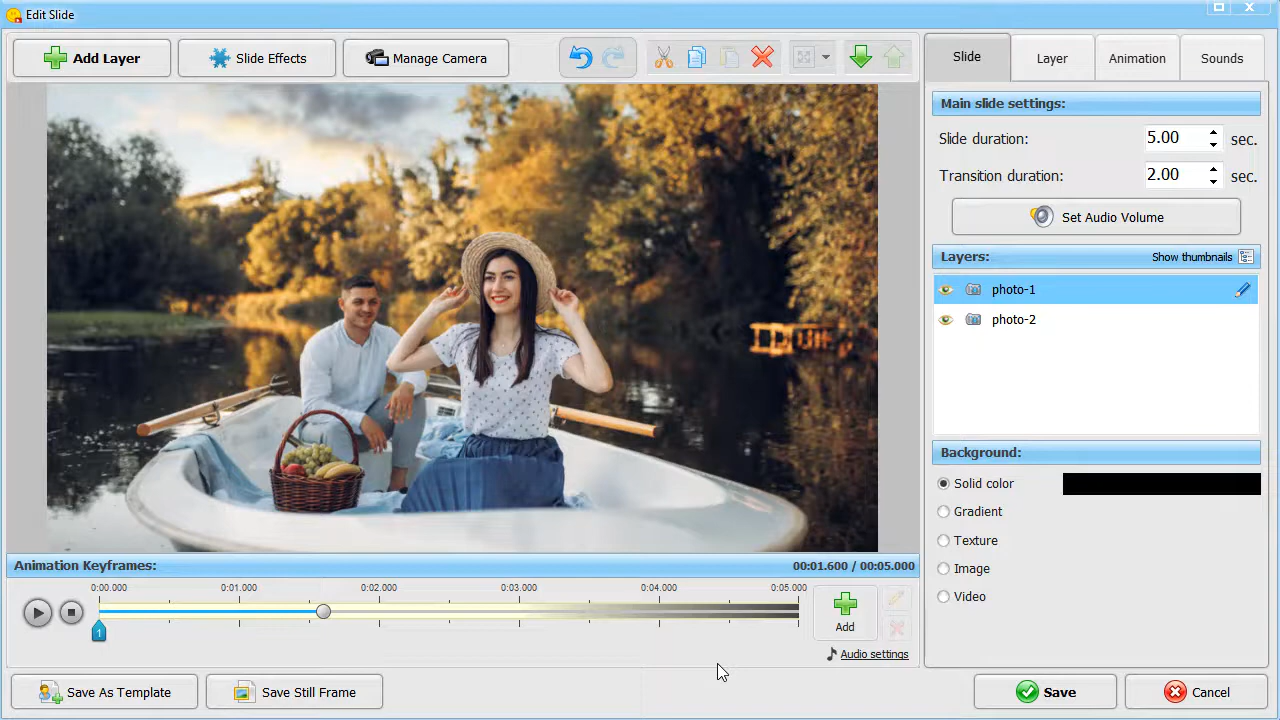 Edit Slide
Add Layer
Slide Effects
Manage Camera
Slide
Layer
Animation
Sounds
Main slide settings:
Slide duration:
5.00
sec.
Transition duration:
2.00
sec.
Set Audio Volume
Layers:
Show thumbnails
photo-1
photo-2
Background:
Solid color
Gradient
Texture
Image
Video
Animation Keyframes:
00:01.600 / 00:05.000
0:00.000
0:01.000
0:02.000
0:03.000
0:04.000
0:05.000
1
Add
Audio settings
Save As Template
Save Still Frame
Save
Cancel